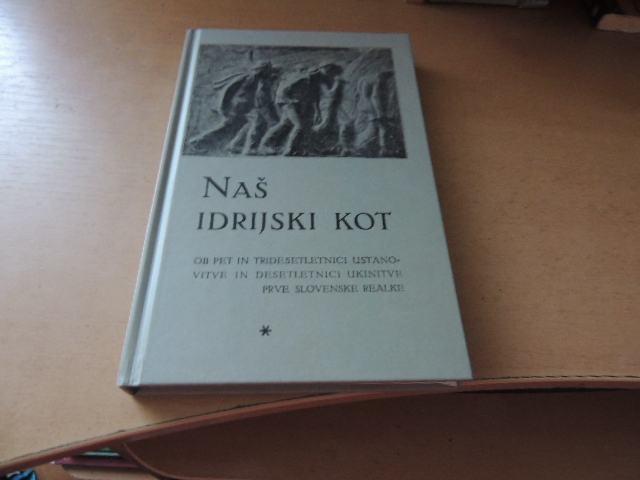 NAŠ
IDRIJSKI KOT
OB PET IN TRIDESETLETNICI USTANO-
VITVE IN DESETLETNICI UKINITVE
PRVE SLOVENSKE REALKE
*